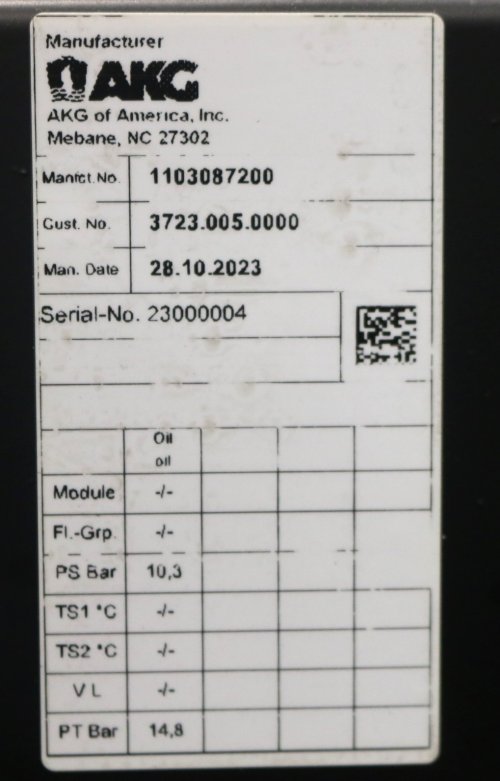 Manufacturer
AKG
AKG of America, Inc.
Mebane, NC 27302
Manfct.No. 1103087200
Cust. No. 3723.005.0000
Man. Date 28.10.2023
Serial-No. 23000004
Oil
oil
Module -/-
Fl.-Grp. -/-
PS Bar 10,3
TS1 °C -/-
TS2 °C -/-
V L -/-
PT Bar 14,8